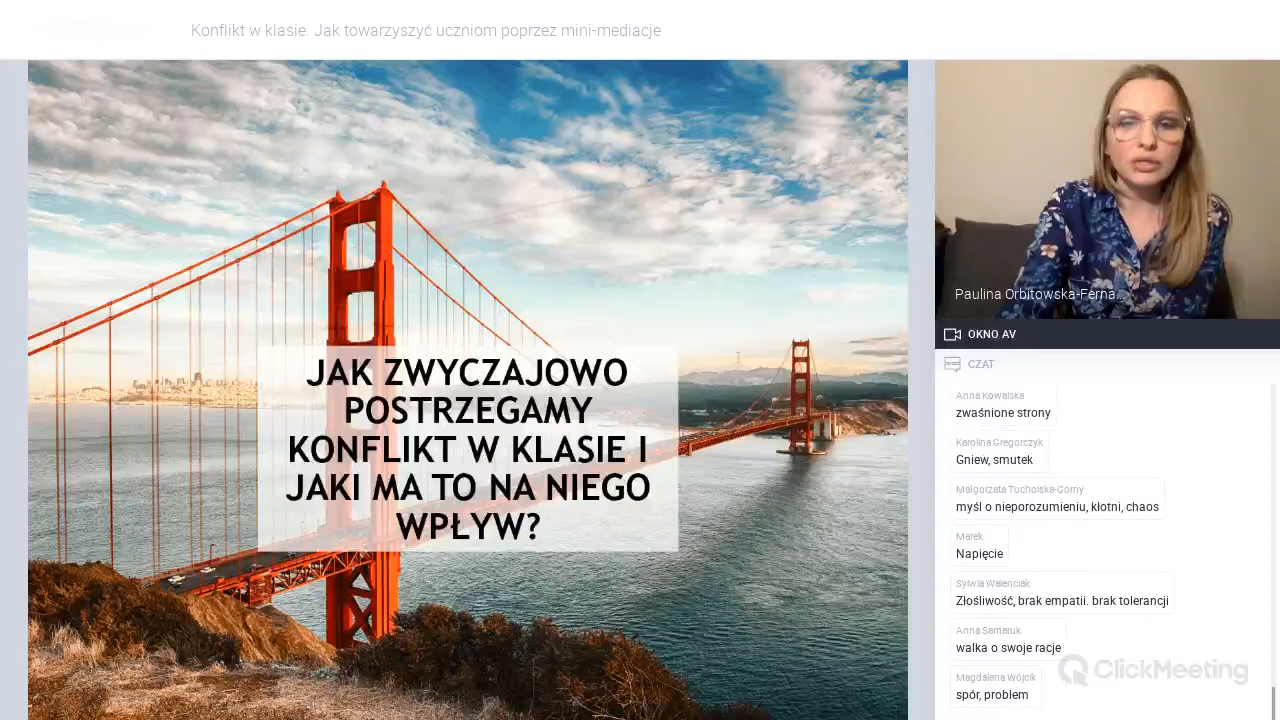 Konflikt w klasie. Jak towarzyszyć uczniom poprzez mini-mediacje
JAK ZWYCZAJOWO
POSTRZEGAMY
KONFLIKT W KLASIE I
JAKI MA TO NA NIEGO
WPŁYW?
Paulina Orbitowska-Ferna...
OKNO AV
CZAT
Anna Kowalska
zwaśnione strony
Karolina Gregorczyk
Gniew, smutek
Małgorzata Tucholska-Górny
myśl o nieporozumieniu, kłotni, chaos
Marek
Napięcie
Sylwia Walenciak
Złośliwość, brak empatii. brak tolerancji
Anna Samaruk
walka o swoje racje
Magdalena Wójcik
spór, problem
ClickMeeting